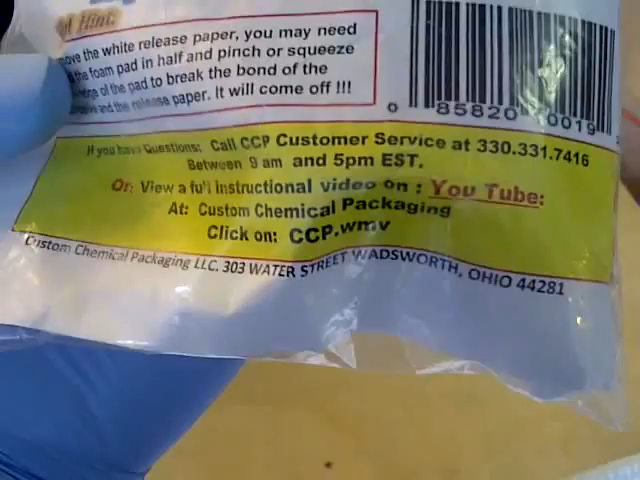 Hint:
move the white release paper, you may need
the foam pad in half and pinch or squeeze
of the pad to break the bond of the
and the release paper. It will come off !!!
0 85820 0019
If you have Questions: Call CCP Customer Service at 330.331.7416
Between 9 am and 5pm EST.
Or: View a full instructional video on : You Tube:
At: Custom Chemical Packaging
Click on: CCP.wmv
Custom Chemical Packaging LLC. 303 WATER STREET WADSWORTH, OHIO 44281